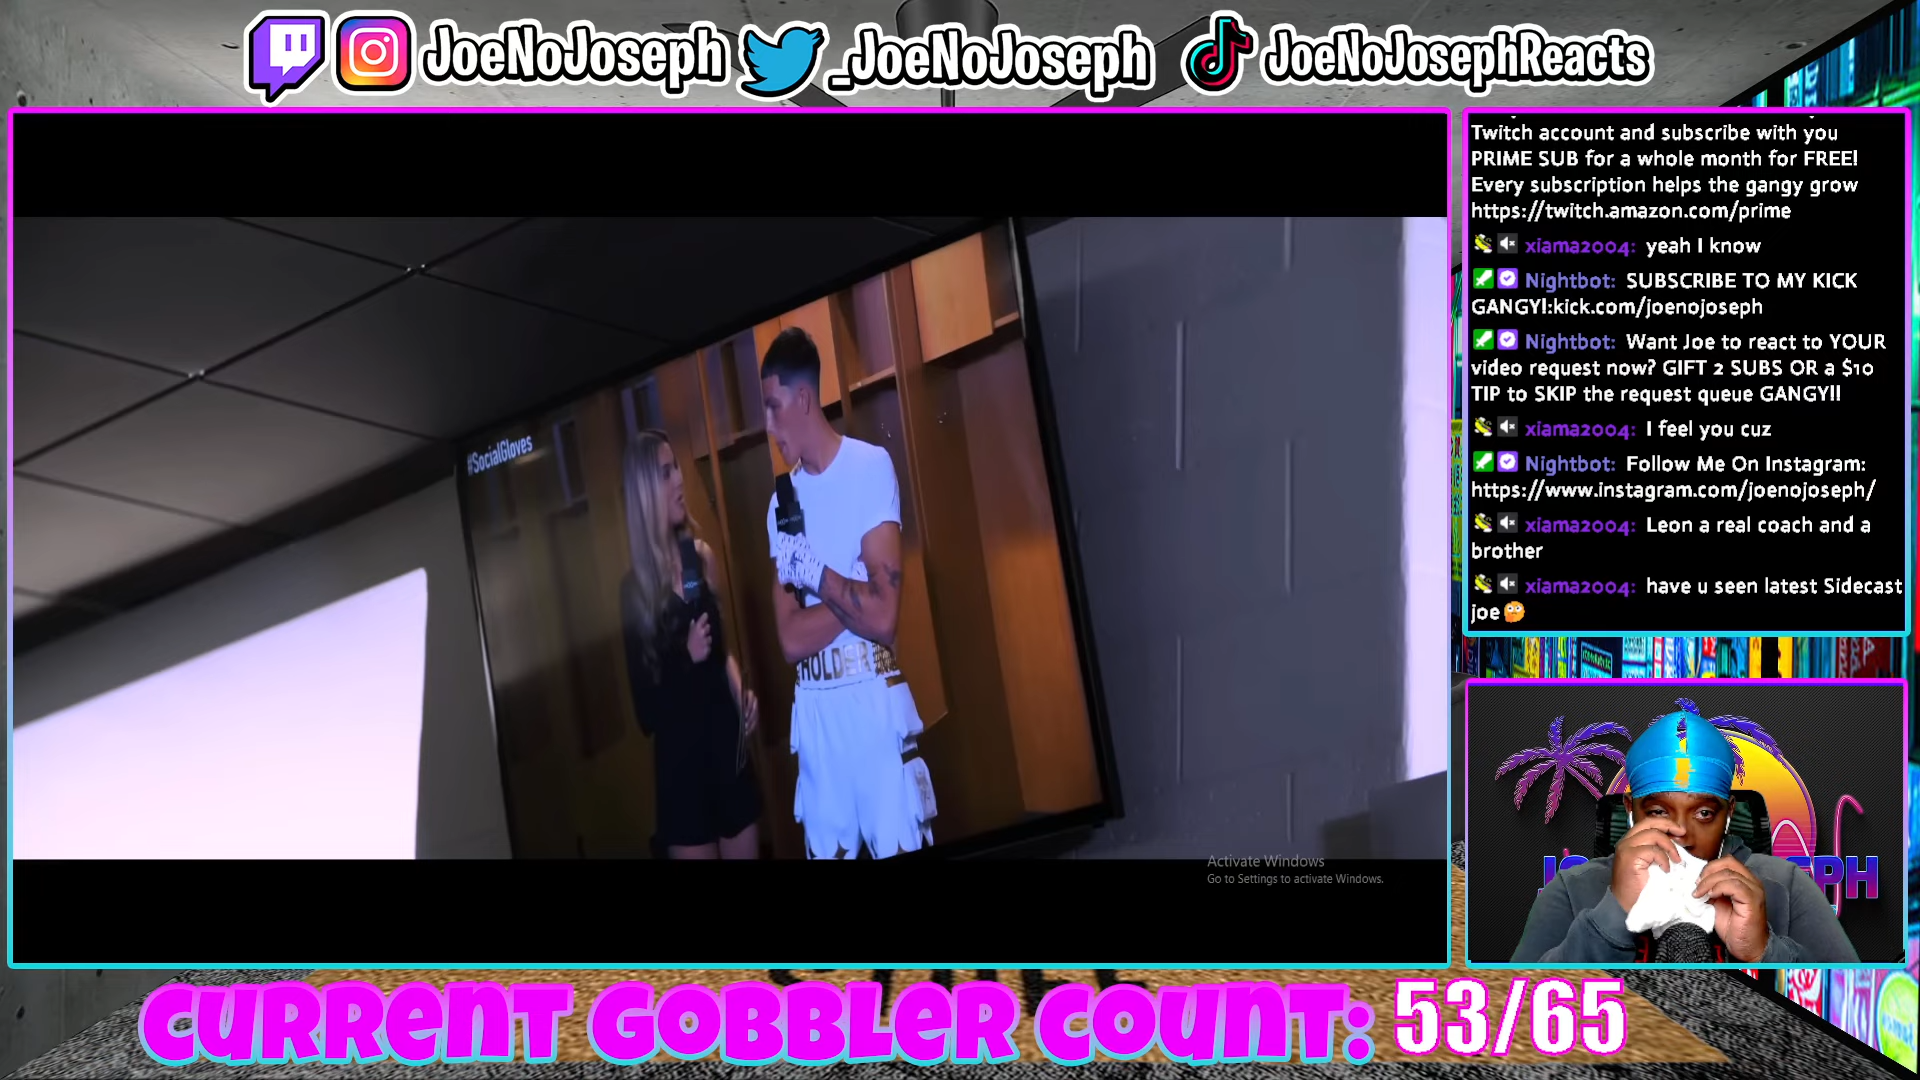 JoeNoJoseph
_JoeNoJoseph
JoeNoJosephReacts
Twitch account and subscribe with you
PRIME SUB for a whole month for FREE!
Every subscription helps the gangy grow
https://twitch.amazon.com/prime
xiama2004: yeah I know
Nightbot: SUBSCRIBE TO MY KICK
GANGY!:kick.com/joenojoseph
Nightbot: Want Joe to react to YOUR
video request now? GIFT 2 SUBS OR a $10
TIP to SKIP the request queue GANGY!!
xiama2004: I feel you cuz
Nightbot: Follow Me On Instagram:
https://www.instagram.com/joenojoseph/
xiama2004: Leon a real coach and a
brother
xiama2004: have u seen latest Sidecast
joe
#SocialGloves
HOLDER
Activate Windows
Go to Settings to activate Windows.
CURRENT GOBBLER COUNT: 53/65